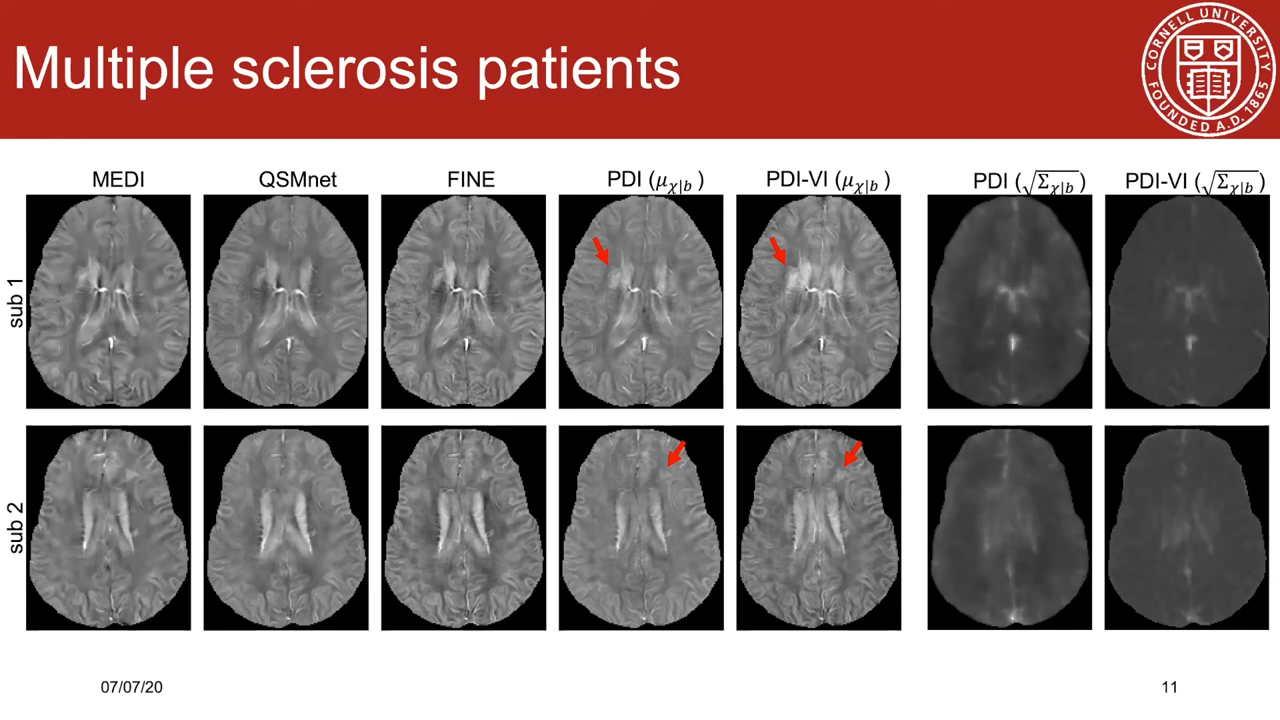 Multiple sclerosis patients
CORNELL UNIVERSITY
FOUNDED A.D. 1865
MEDI QSMnet FINE PDI (μχ|b) PDI-VI (μχ|b) PDI (√Σχ|b) PDI-VI (√Σχ|b)
sub 1
sub 2
07/07/20 11